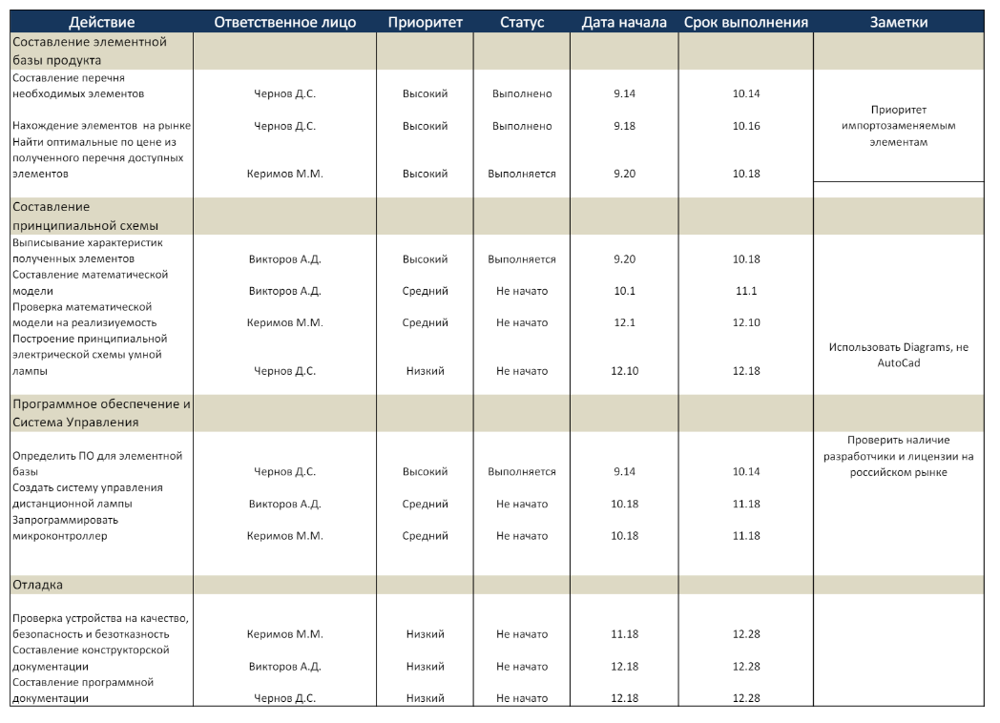 Действие Ответственное лицо Приоритет Статус Дата начала Срок выполнения Заметки
Составление элементной
базы продукта
Составление перечня
необходимых элементов Чернов Д.С. Высокий Выполнено 9.14 10.14
Приоритет
импортозаменяемым
элементам
Нахождение элементов на рынке Чернов Д.С. Высокий Выполнено 9.18 10.16
Найти оптимальные по цене из
полученного перечня доступных
элементов Керимов М.М. Высокий Выполняется 9.20 10.18
Составление
принципиальной схемы
Выписывание характеристик
полученных элементов Викторов А.Д. Высокий Выполняется 9.20 10.18
Составление математической
модели Викторов А.Д. Средний Не начато 10.1 11.1
Проверка математической
модели на реализиуемость Керимов М.М. Средний Не начато 12.1 12.10
Построение принципиальной
электрической схемы умной
лампы Чернов Д.С. Низкий Не начато 12.10 12.18
Использовать Diagrams, не
AutoCad
Программное обеспечение и
Система Управления
Проверить наличие
разработчики и лицензии на
российском рынке
Определить ПО для элементной
базы Чернов Д.С. Высокий Выполняется 9.14 10.14
Создать систему управления
дистанционной лампы Викторов А.Д. Средний Не начато 10.18 11.18
Запрограммировать
микроконтроллер Керимов М.М. Средний Не начато 10.18 11.18
Отладка
Проверка устройства на качество,
безопасность и безотказность Керимов М.М. Низкий Не начато 11.18 12.28
Составление конструкторской
документации Викторов А.Д. Низкий Не начато 12.18 12.28
Составление программной
документации Чернов Д.С. Низкий Не начато 12.18 12.28